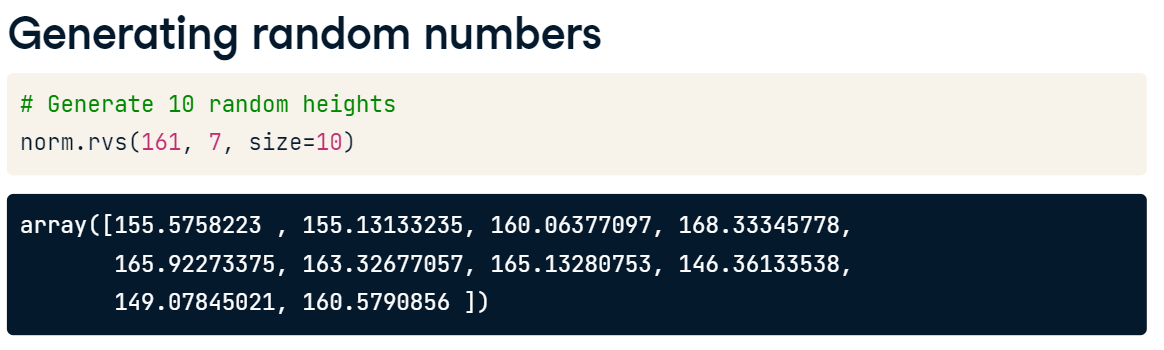 Generating random numbers
# Generate 10 random heights
norm.rvs(161, 7, size=10)
array([155.5758223 , 155.13133235, 160.06377097, 168.33345778,
       165.92273375, 163.32677057, 165.13280753, 146.36133538,
       149.07845021, 160.5790856 ])